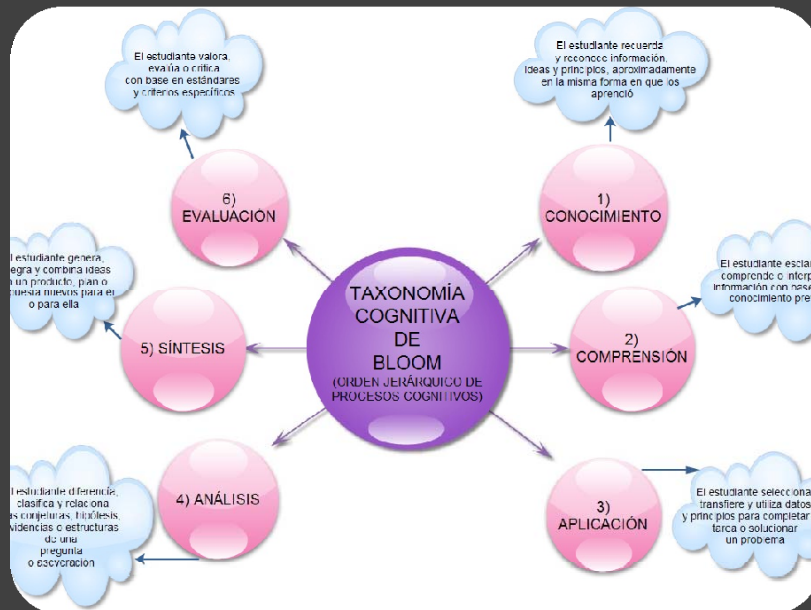 TAXONOMÍA
COGNITIVA
DE
BLOOM
(ORDEN JERÁRQUICO DE
PROCESOS COGNITIVOS)
1)
CONOCIMIENTO
El estudiante recuerda
y reconoce información,
ideas y principios, aproximadamente
en la misma forma en que los
aprendió
2)
COMPRENSIÓN
El estudiante
comprende o
información con
conocimiento
3)
APLICACIÓN
El estudiante selecciona
transfiere y utiliza datos
y principios para completar
tarea o solucionar
un problema
4) ANÁLISIS
estudiante diferencia,
clasifica y relaciona
conjeturas, hipótesis,
o estructuras
de una
pregunta
o aseveración
5) SÍNTESIS
estudiante genera,
y combina ideas
un producto, plan o
nuevos para él
o para ella
6)
EVALUACIÓN
El estudiante valora,
evalúa o critica
con base en estándares
y criterios específicos